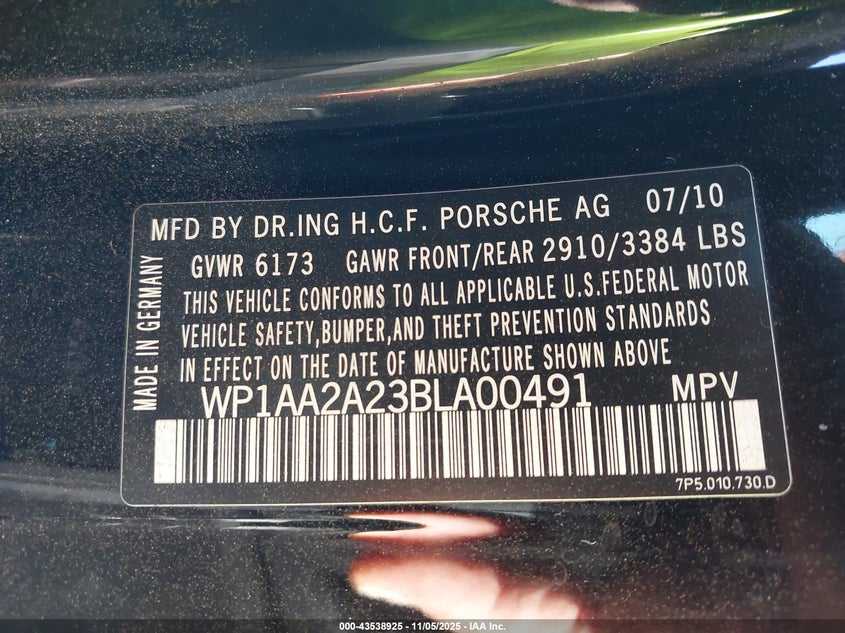 MFD BY DR.ING H.C.F. PORSCHE AG 07/10
GVWR 6173 GAWR FRONT/REAR 2910/3384 LBS
THIS VEHICLE CONFORMS TO ALL APPLICABLE U.S.FEDERAL MOTOR
VEHICLE SAFETY,BUMPER,AND THEFT PREVENTION STANDARDS
IN EFFECT ON THE DATE OF MANUFACTURE SHOWN ABOVE
MADE IN GERMANY
WP1AA2A23BLA00491 MPV
7P5.010.730.D
000-43538925 - 11/05/2025 - IAA Inc.